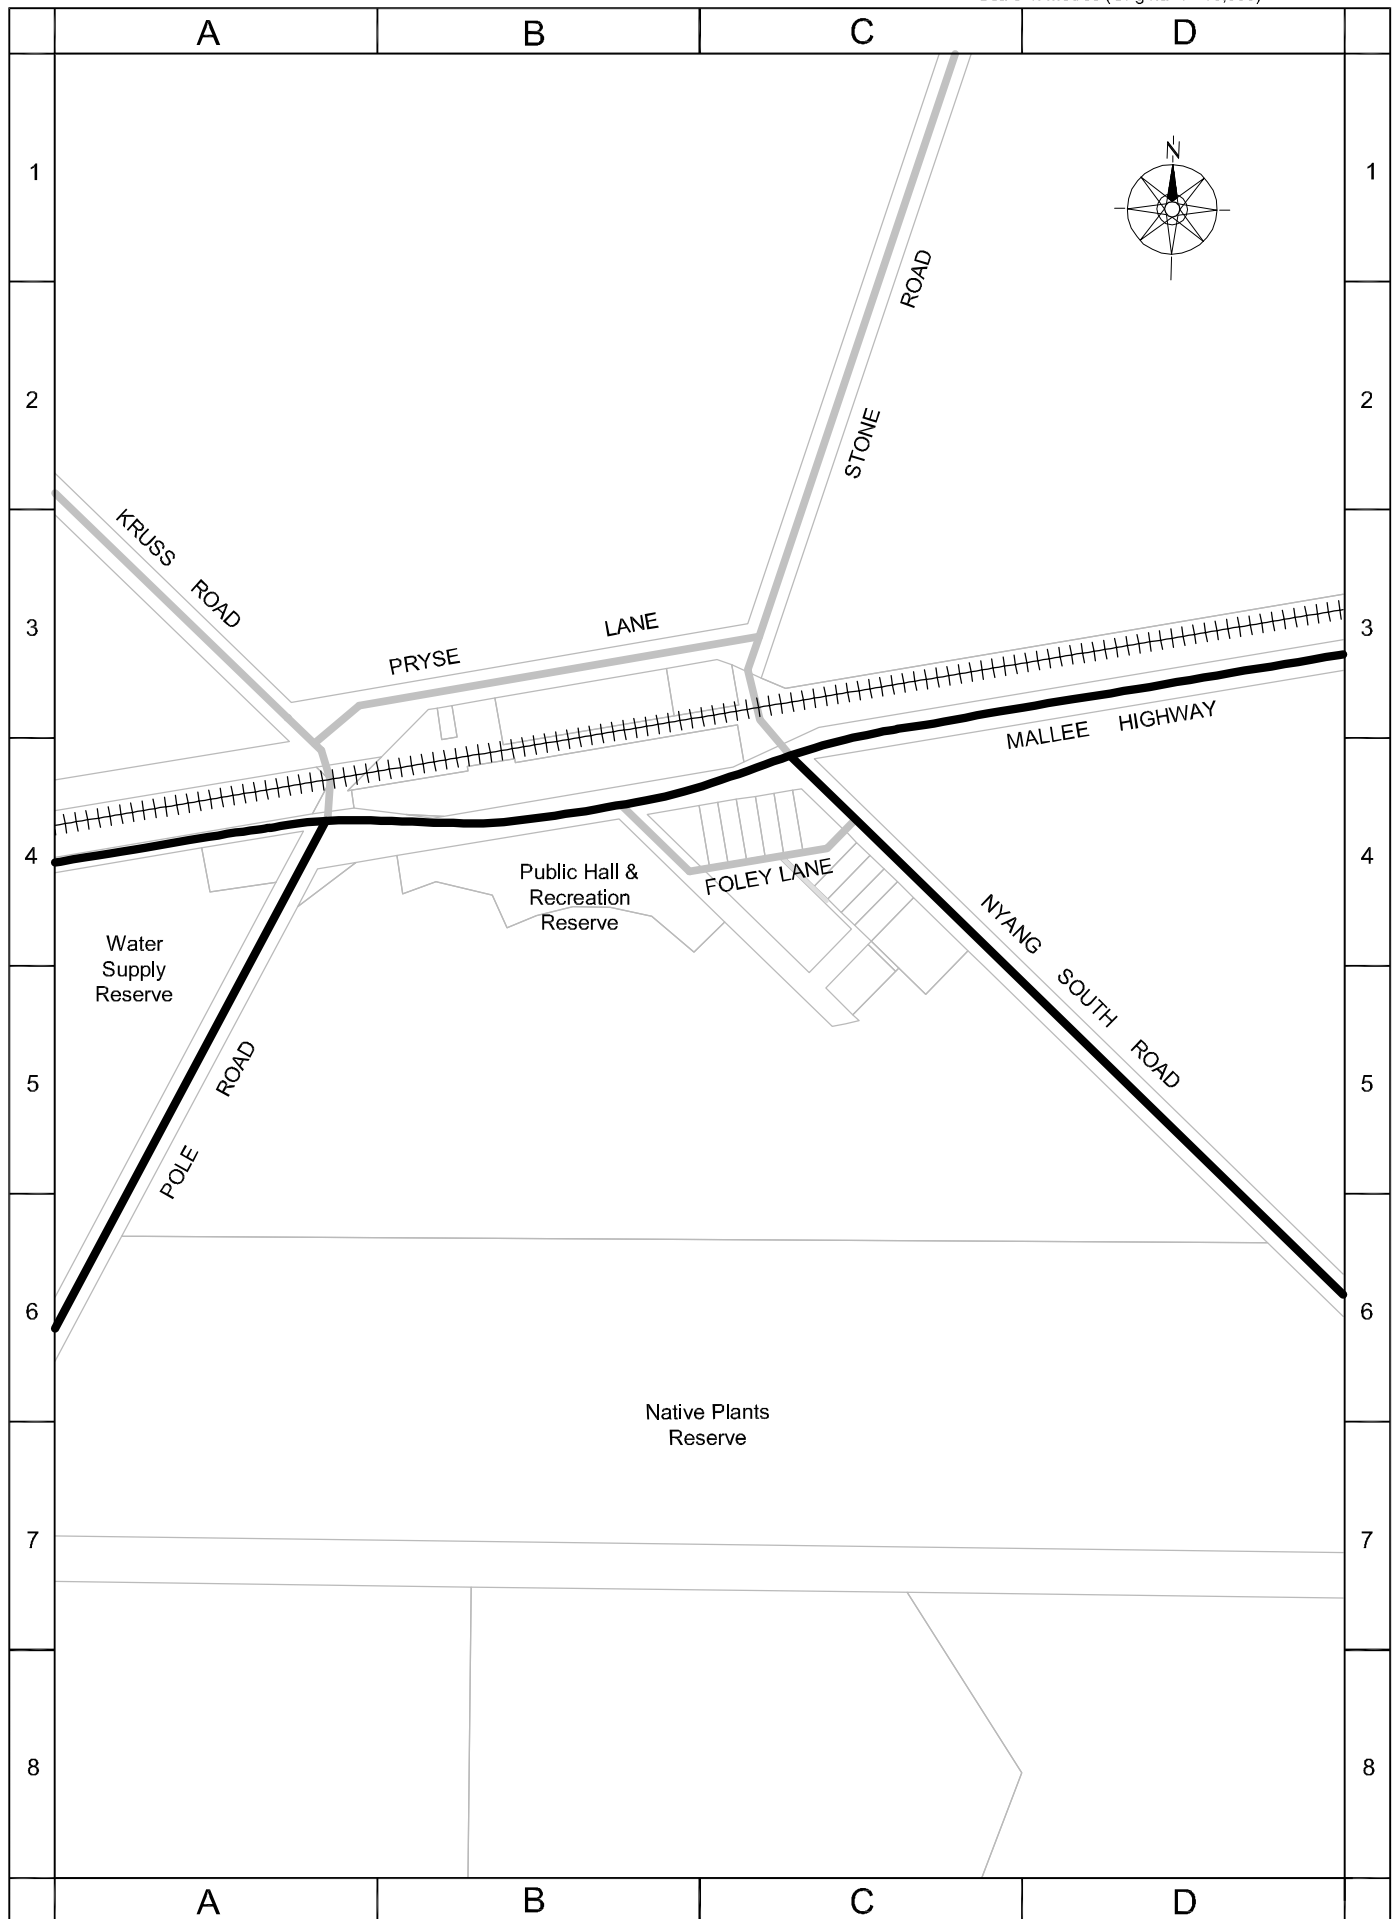 A B C D
N
1 1
ROAD
2 2
STONE
KRUSS ROAD
3 3
PRYSE LANE
MALLEE HIGHWAY
4 4
Public Hall &
Recreation
Reserve
FOLEY LANE
Water
Supply
Reserve
NYANG SOUTH ROAD
5 5
POLE ROAD
6 6
Native Plants
Reserve
7 7
8 8
A B C D